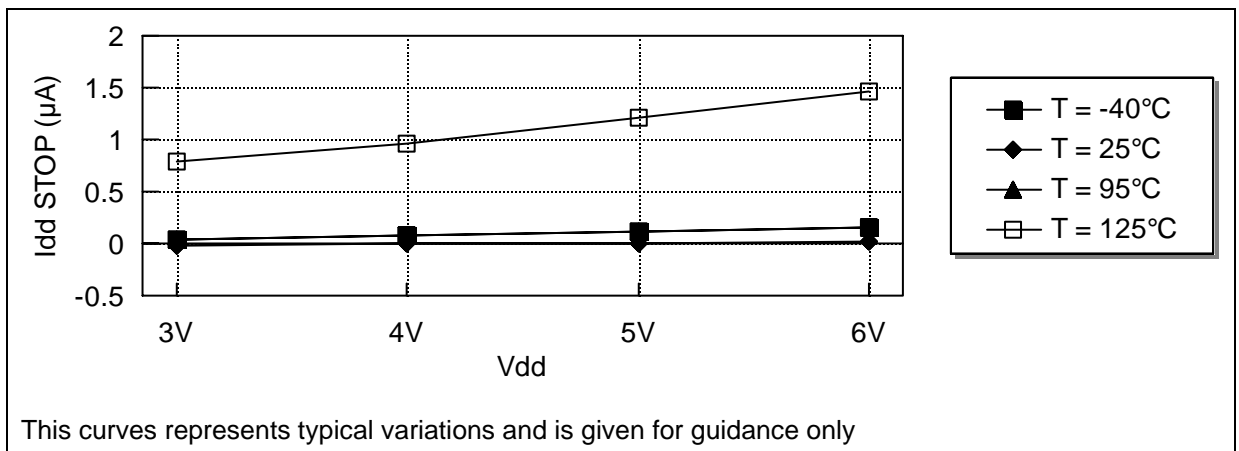 2
1.5
1
0.5
0
-0.5
Idd STOP (µA)
3V 4V 5V 6V
Vdd
T = -40°C
T = 25°C
T = 95°C
T = 125°C
This curves represents typical variations and is given for guidance only